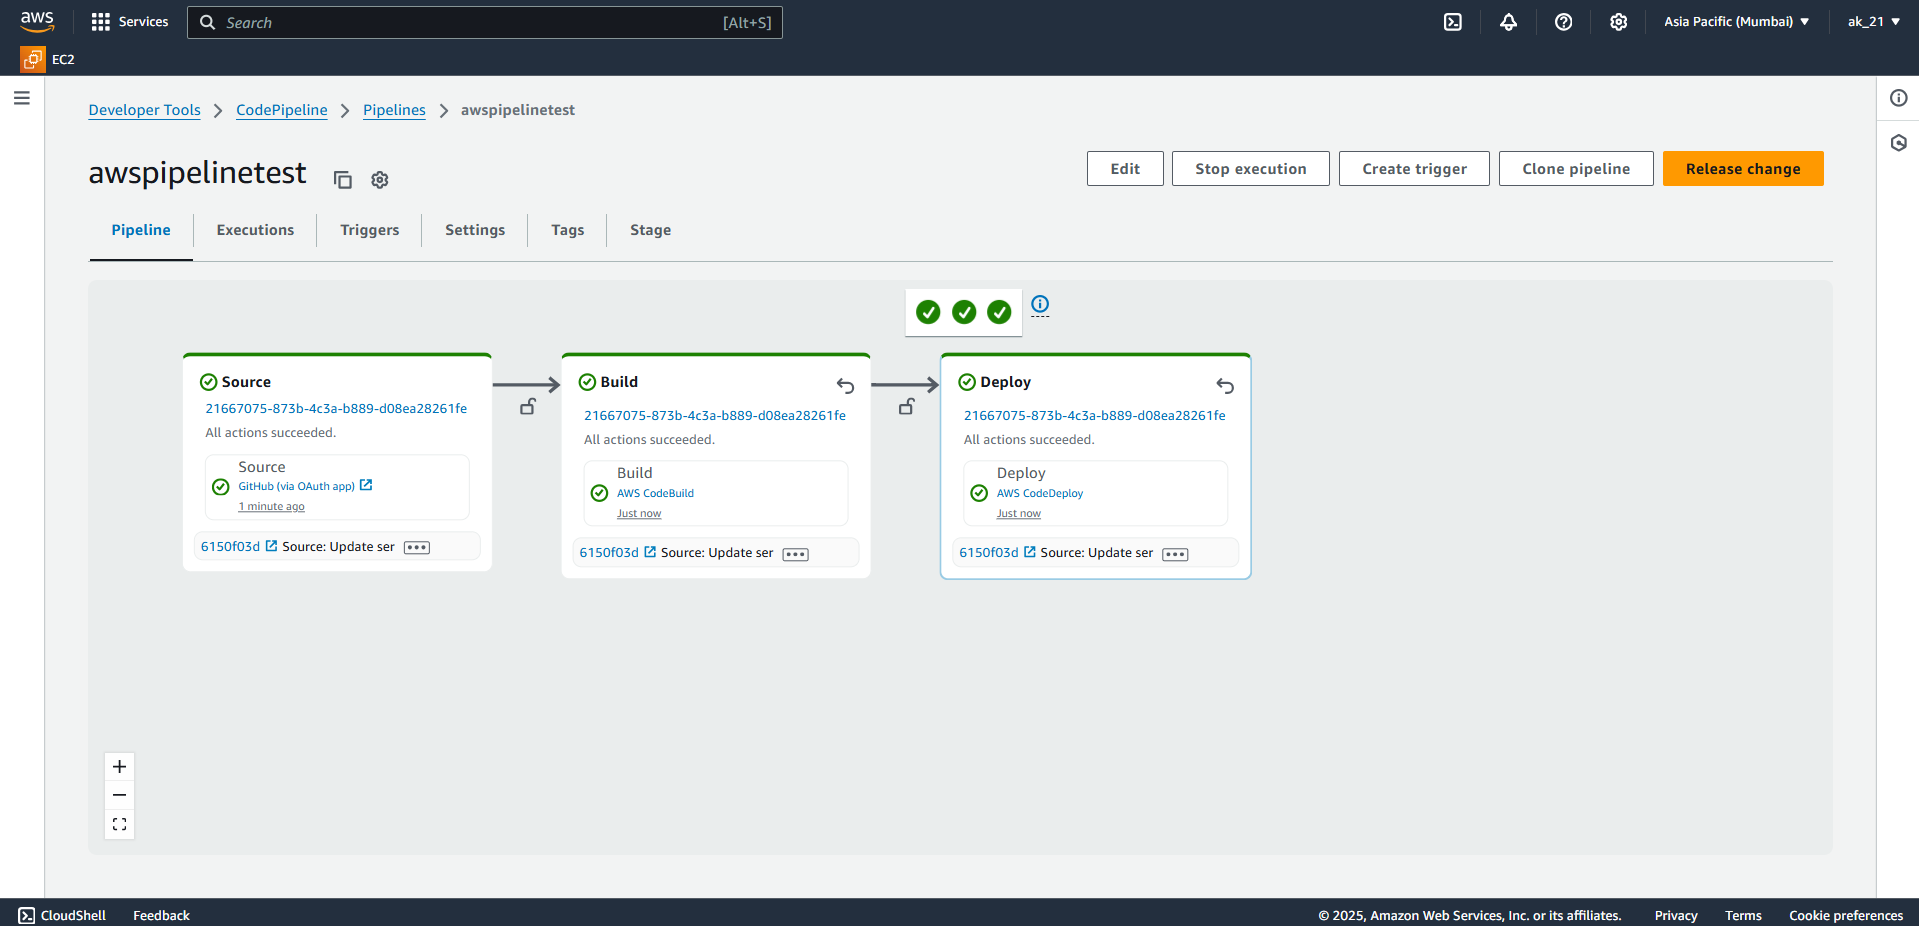 aws
Services
Search
[Alt+S]
Asia Pacific (Mumbai)
ak_21
EC2
Developer Tools
CodePipeline
Pipelines
awspipelinetest
awspipelinetest
Edit
Stop execution
Create trigger
Clone pipeline
Release change
Pipeline
Executions
Triggers
Settings
Tags
Stage
Source
21667075-873b-4c3a-b889-d08ea28261fe
All actions succeeded.
Source
GitHub (via OAuth app)
1 minute ago
6150f03d Source: Update ser
Build
21667075-873b-4c3a-b889-d08ea28261fe
All actions succeeded.
Build
AWS CodeBuild
Just now
6150f03d Source: Update ser
Deploy
21667075-873b-4c3a-b889-d08ea28261fe
All actions succeeded.
Deploy
AWS CodeDeploy
Just now
6150f03d Source: Update ser
CloudShell
Feedback
© 2025, Amazon Web Services, Inc. or its affiliates.
Privacy
Terms
Cookie preferences